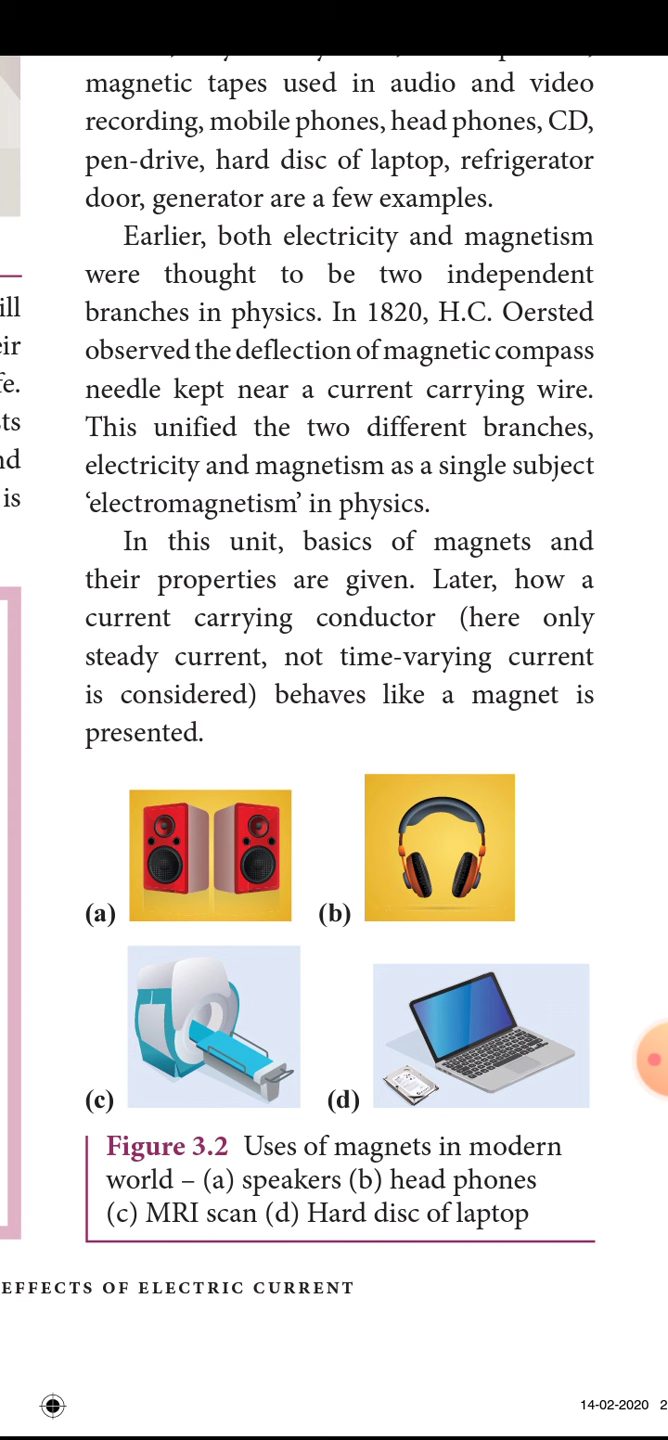 magnetic tapes used in audio and video
recording, mobile phones, head phones, CD,
pen-drive, hard disc of laptop, refrigerator
door, generator are a few examples.
Earlier, both electricity and magnetism
were thought to be two independent
branches in physics. In 1820, H.C. Oersted
observed the deflection of magnetic compass
needle kept near a current carrying wire.
This unified the two different branches,
electricity and magnetism as a single subject
‘electromagnetism’ in physics.
In this unit, basics of magnets and
their properties are given. Later, how a
current carrying conductor (here only
steady current, not time-varying current
is considered) behaves like a magnet is
presented.
(a) (b)
(c) (d)
Figure 3.2 Uses of magnets in modern
world – (a) speakers (b) head phones
(c) MRI scan (d) Hard disc of laptop
is
EFFECTS OF ELECTRIC CURRENT
14-02-2020 2